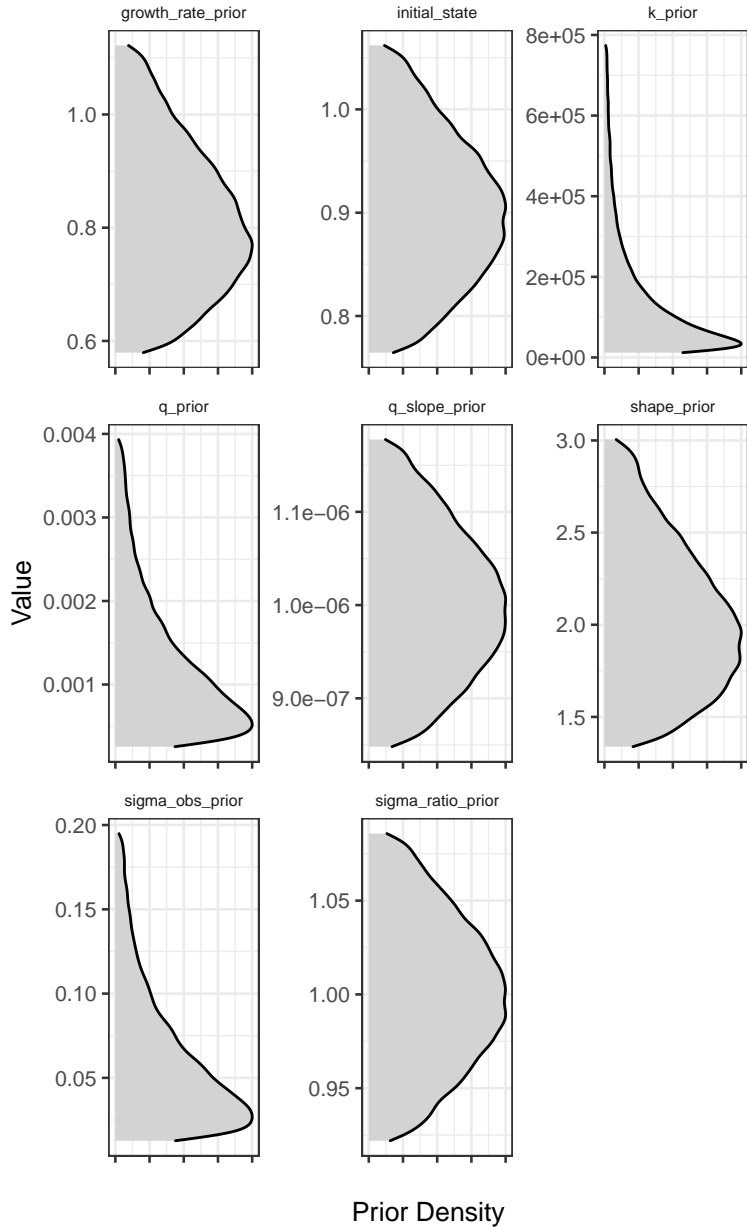 growth_rate_prior
1.0
0.8
0.6
initial_state
1.0
0.9
0.8
k_prior
8e+05
6e+05
4e+05
2e+05
0e+00
q_prior
0.004
0.003
0.002
0.001
q_slope_prior
1.1e−06
1.0e−06
9.0e−07
shape_prior
3.0
2.5
2.0
1.5
sigma_obs_prior
0.20
0.15
0.10
0.05
sigma_ratio_prior
1.05
1.00
0.95
Value
Prior Density